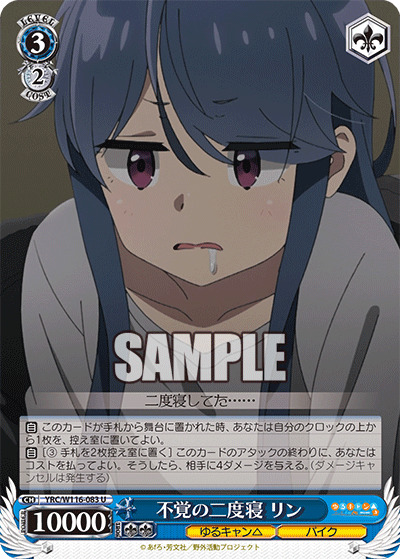 LEVEL
3
2
COST
SAMPLE
二度寝してた……
自 このカードが手札から舞台に置かれた時、あなたは自分のクロックの上か
ら1枚を、控え室に置いてよい。
自 [③ 手札を2枚控え室に置く] このカードのアタックの終わりに、あなたは
コストを払ってよい。そうしたら、相手に4ダメージを与える。(ダメージキ
ャンセルは発生する)
CH YRC/W116-083 U
不覚の二度寝 リン
ゆるキャン△
10000
ゆるキャン△
バイク
© あfろ・芳文社／野外活動プロジェクト